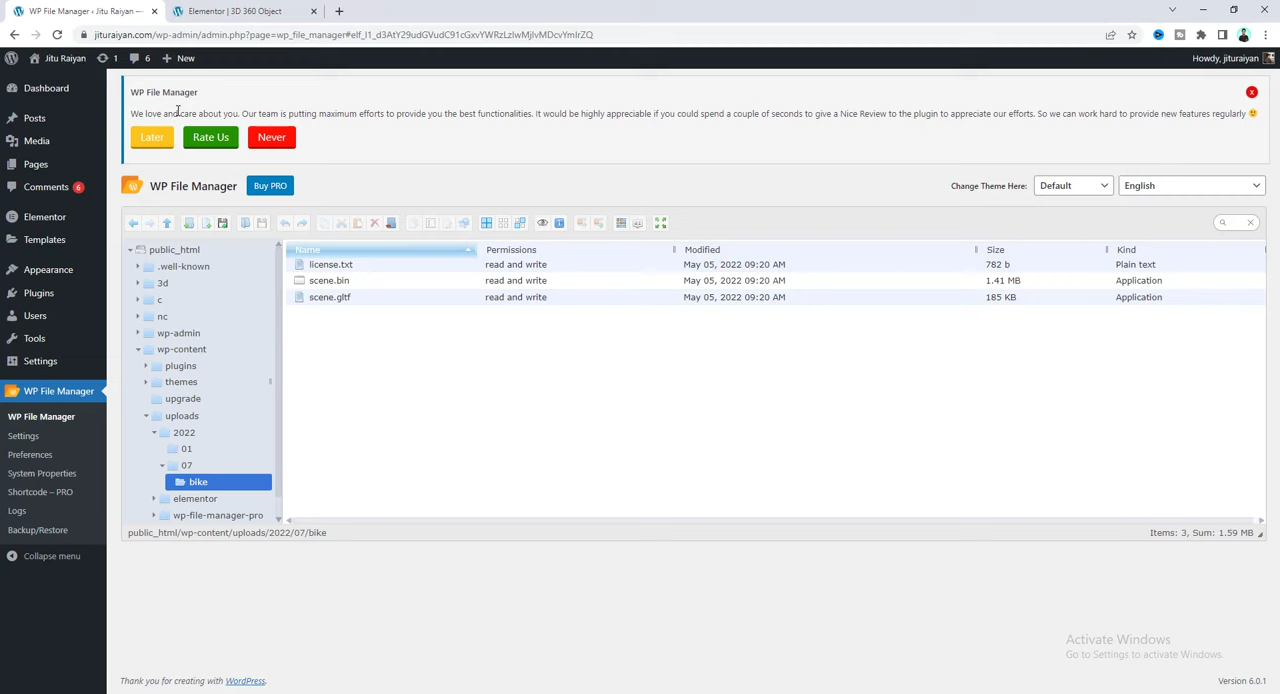 WP File Manager ‹ Jitu Raiyan — ×
Elementor | 3D 360 Object ×
jituraiyan.com/wp-admin/admin.php?page=wp_file_manager#elf_l1_d3AtY29udGVudC91cGxvYWRzLzIwMjIvMDcvYmlrZQ
Jitu Raiyan
1
6
New
Howdy, jituraiyan
Dashboard
Posts
Media
Pages
Comments 6
Elementor
Templates
Appearance
Plugins
Users
Tools
Settings
WP File Manager
WP File Manager
Settings
Preferences
System Properties
Shortcode – PRO
Logs
Backup/Restore
Collapse menu
WP File Manager
We love and care about you. Our team is putting maximum efforts to provide you the best functionalities. It would be highly appreciable if you could spend a couple of seconds to give a Nice Review to the plugin to appreciate our efforts. So we can work hard to provide new features regularly 🙂
Later Rate Us Never
WP File Manager Buy PRO
Change Theme Here: Default English
public_html
.well-known
3d
c
nc
wp-admin
wp-content
plugins
themes
upgrade
uploads
2022
01
07
bike
elementor
wp-file-manager-pro
Name Permissions Modified Size Kind
license.txt read and write May 05, 2022 09:20 AM 782 b Plain text
scene.bin read and write May 05, 2022 09:20 AM 1.41 MB Application
scene.gltf read and write May 05, 2022 09:20 AM 185 KB Application
public_html/wp-content/uploads/2022/07/bike
Items: 3, Sum: 1.59 MB
Activate Windows
Go to Settings to activate Windows.
Thank you for creating with WordPress.
Version 6.0.1